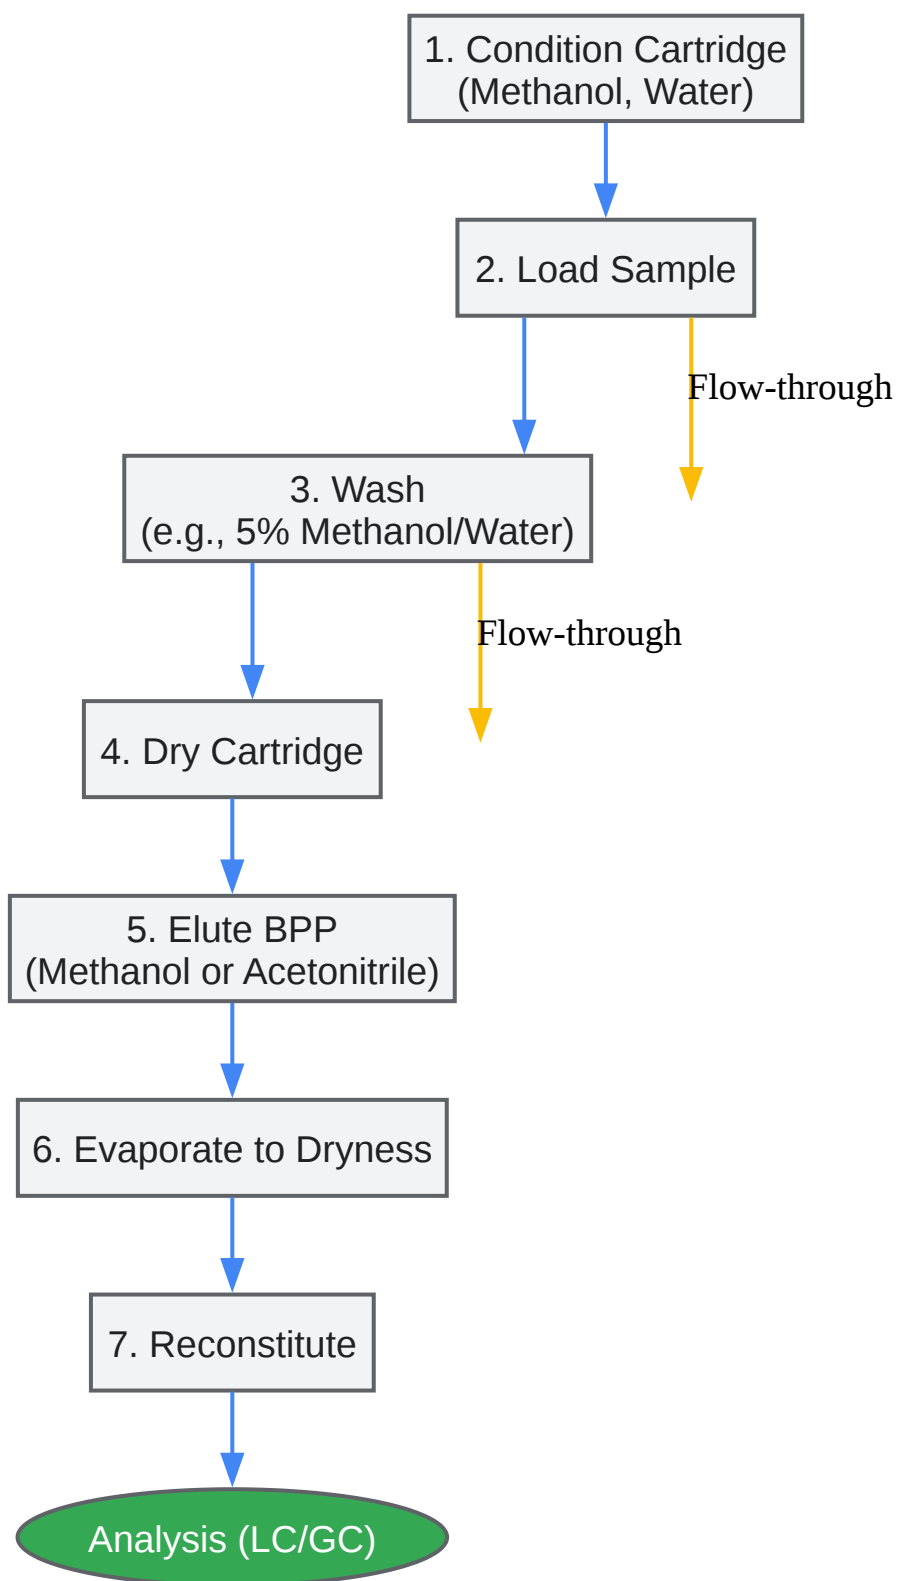 1. Condition Cartridge
(Methanol, Water)
2. Load Sample
Flow-through
3. Wash
(e.g., 5% Methanol/Water)
Flow-through
4. Dry Cartridge
5. Elute BPP
(Methanol or Acetonitrile)
6. Evaporate to Dryness
7. Reconstitute
Analysis (LC/GC)